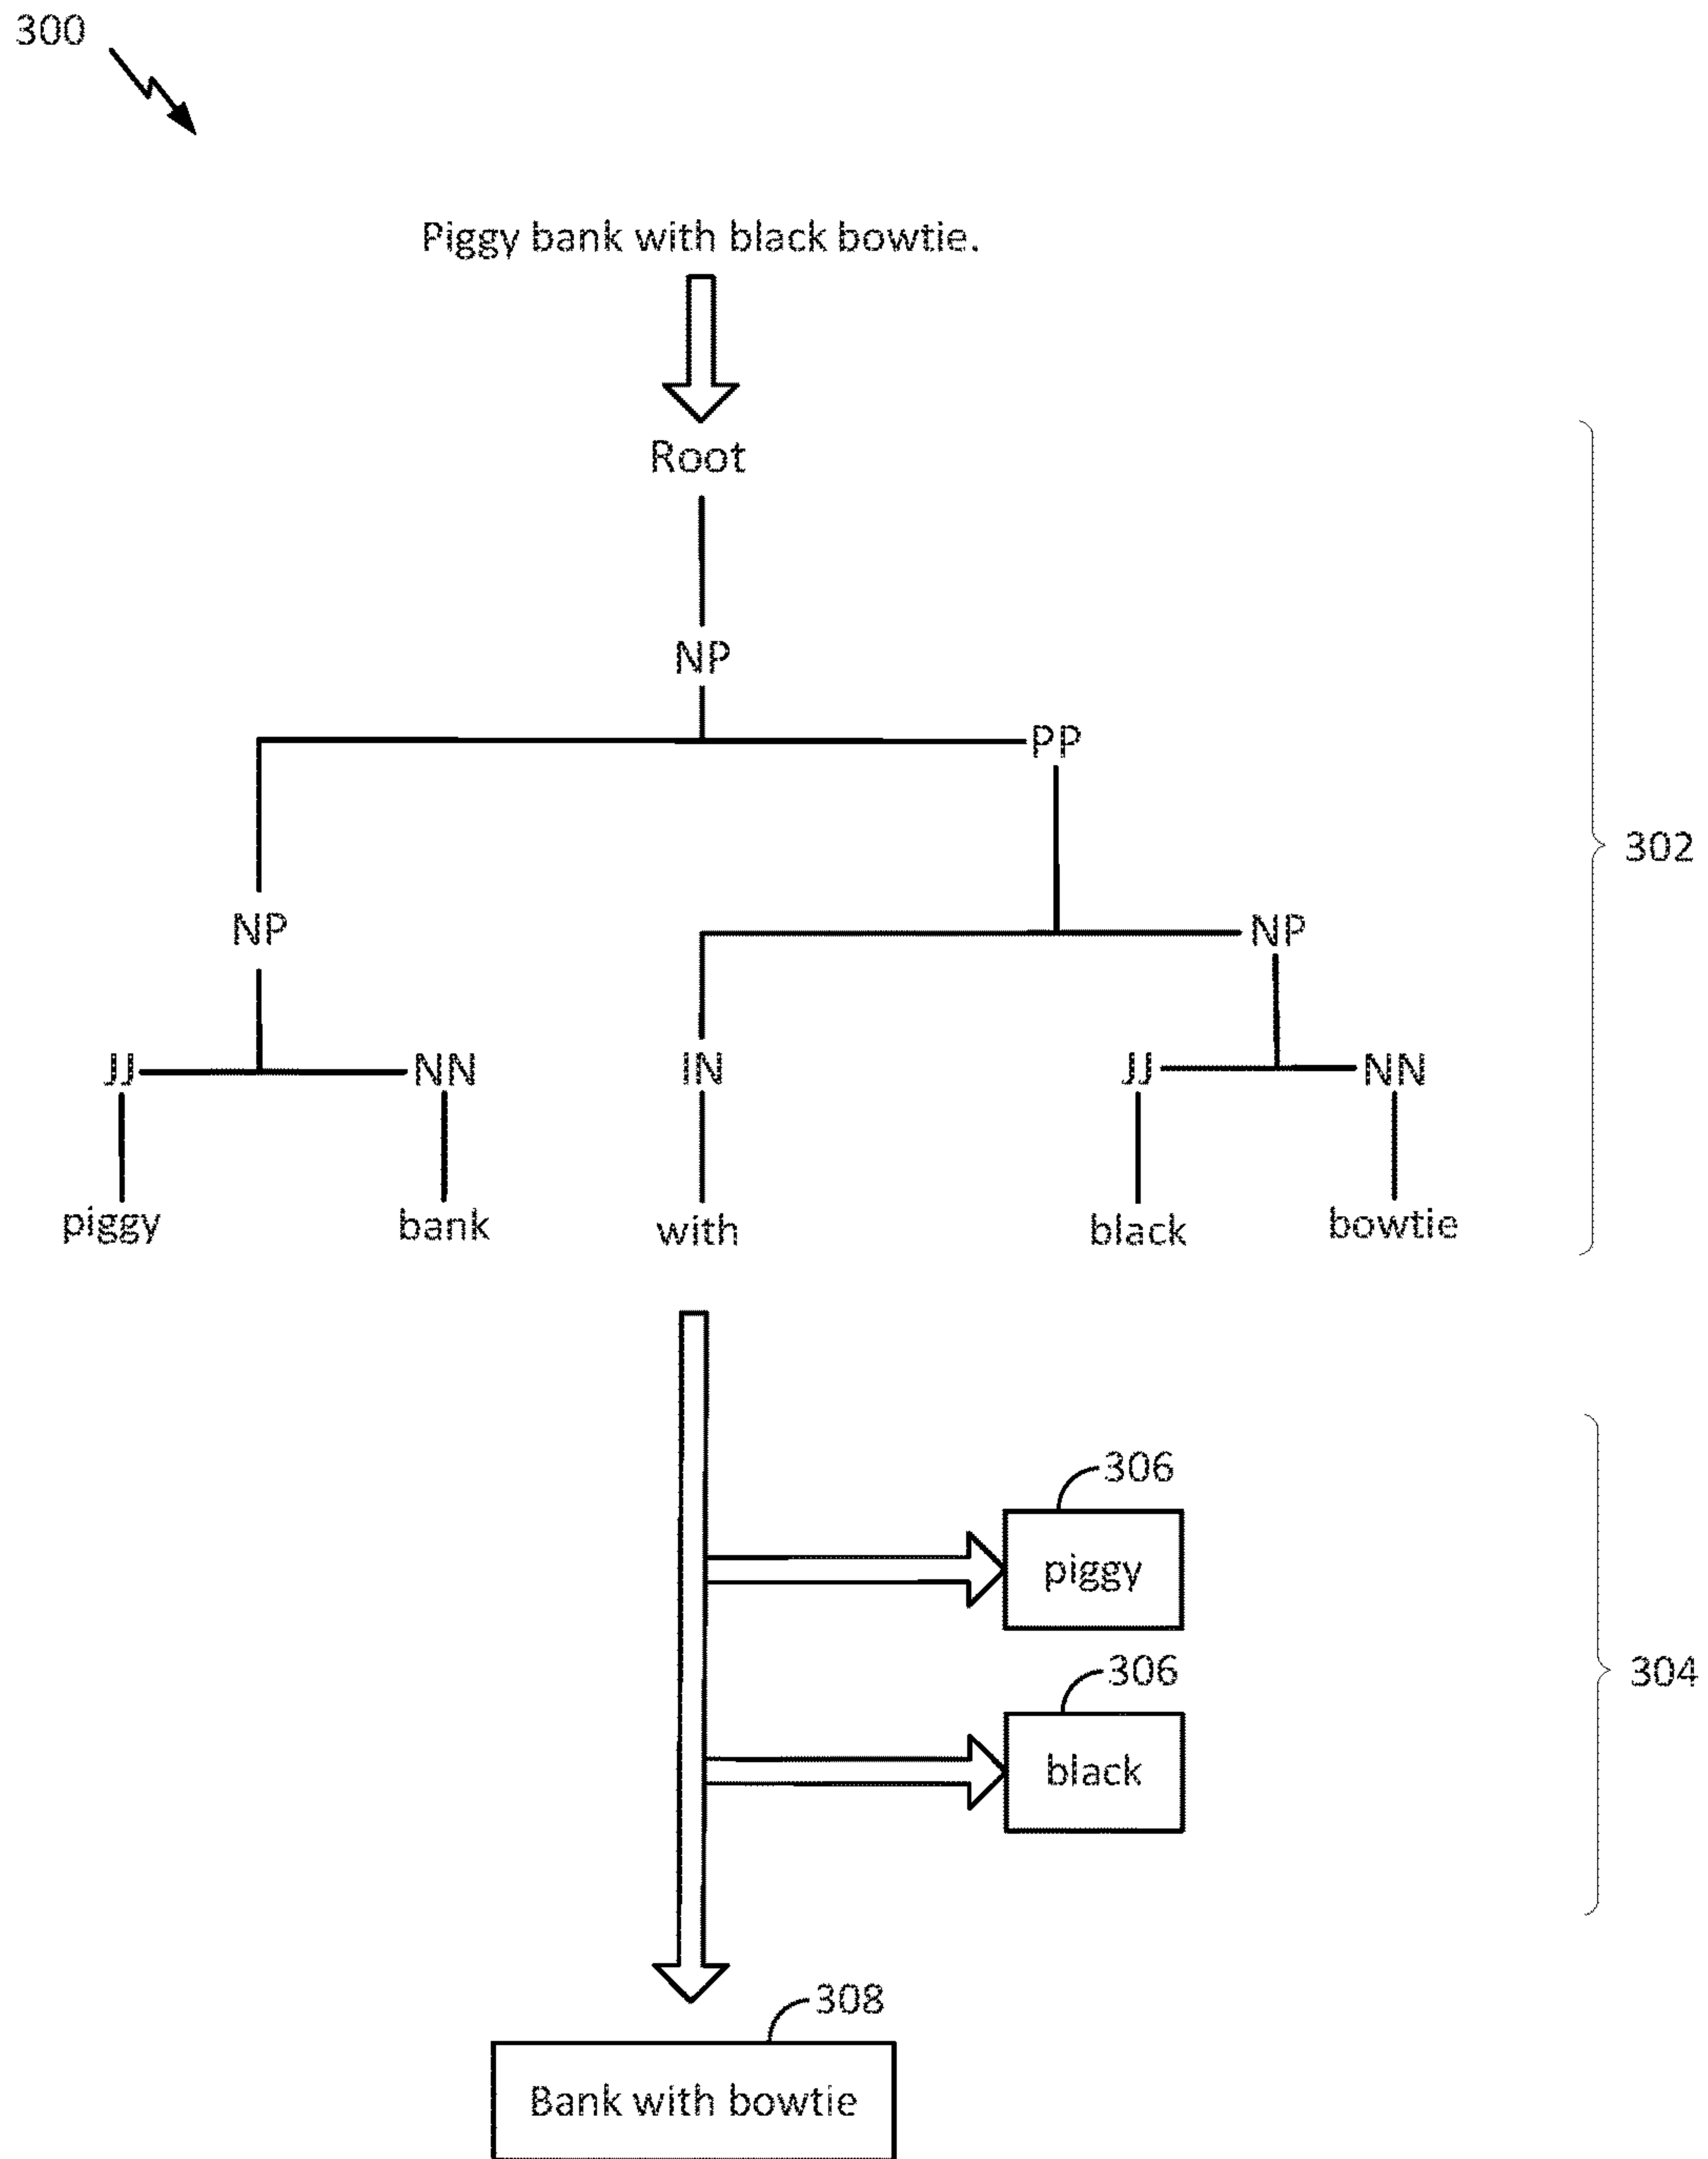 300
Piggy bank with black bowtie.
Root
NP
PP
302
NP
NP
JJ NN IN JJ NN
piggy bank with black bowtie
306
piggy
306
304
black
308
Bank with bowtie